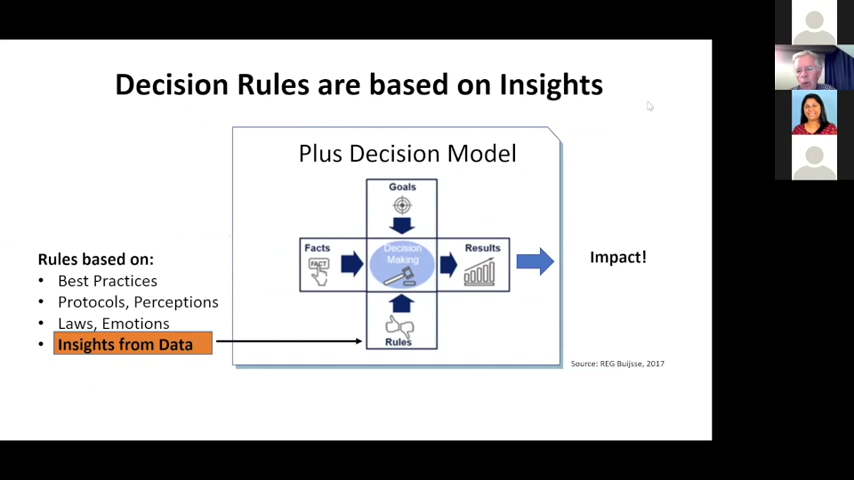 Decision Rules are based on Insights
Plus Decision Model
Goals
Facts
FACT
Decision
Making
Results
Rules
Impact!
Rules based on:
• Best Practices
• Protocols, Perceptions
• Laws, Emotions
• Insights from Data
Source: REG Buijsse, 2017